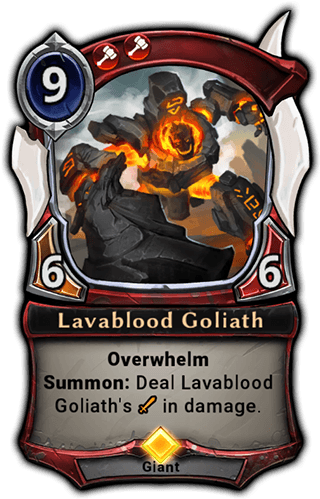 9
6
6
Lavablood Goliath
Overwhelm
Summon: Deal Lavablood
Goliath's in damage.
Giant